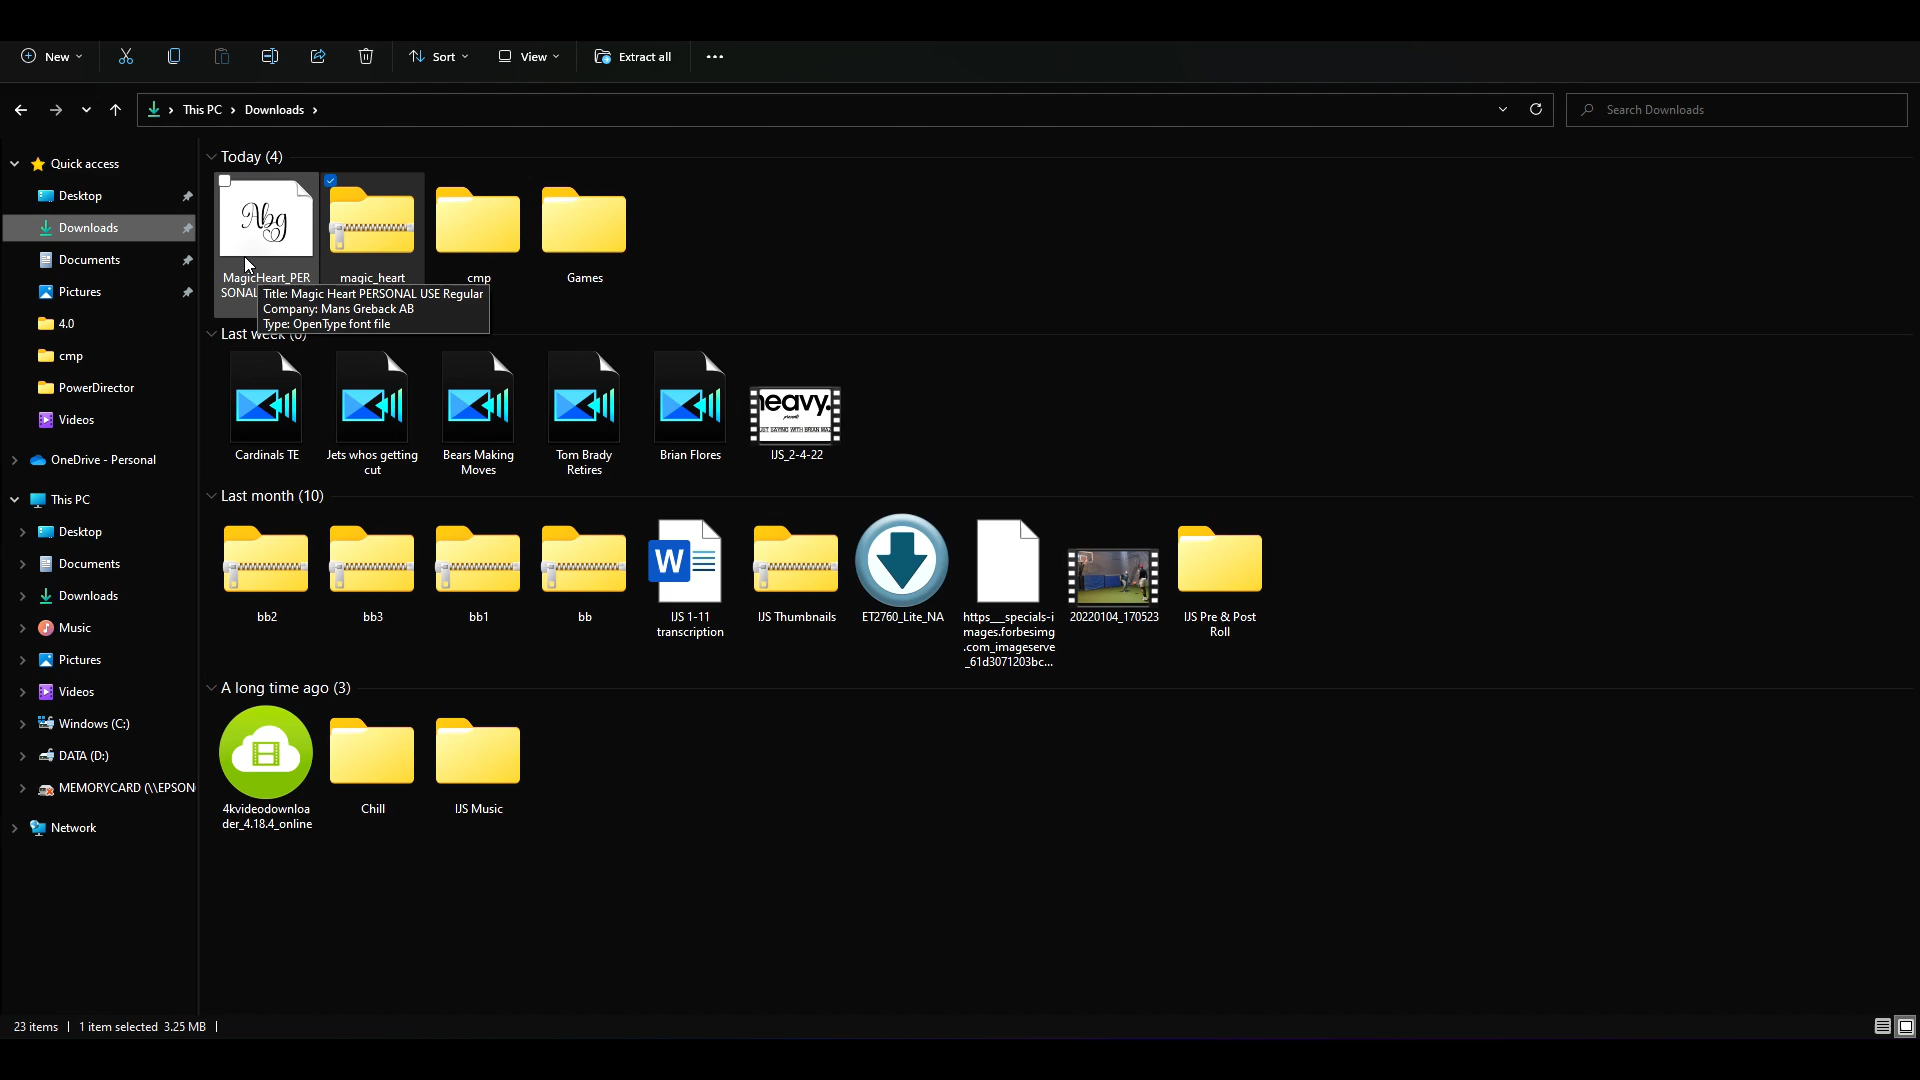 New
Sort
View
Extract all
This PC
Downloads
Search Downloads
Quick access
Desktop
Downloads
Documents
Pictures
4.0
cmp
PowerDirector
Videos
OneDrive - Personal
This PC
Desktop
Documents
Downloads
Music
Pictures
Videos
Windows (C:)
DATA (D:)
MEMORYCARD (\\EPSON
Network
Today (4)
Abg
MagicHeart_PER
SONAL
magic_heart
cmp
Games
Title: Magic Heart PERSONAL USE Regular
Company: Mans Greback AB
Type: OpenType font file
Last week (6)
Cardinals TE
Jets whos getting
cut
Bears Making
Moves
Tom Brady
Retires
Brian Flores
heavy.
presents
IJS_2-4-22
Last month (10)
bb2
bb3
bb1
bb
W
IJS 1-11
transcription
IJS Thumbnails
ET2760_Lite_NA
https___specials-i
mages.forbesimg
.com_imageserve
_61d3071203bc...
20220104_170523
IJS Pre & Post
Roll
A long time ago (3)
4kvideodownloa
der_4.18.4_online
Chill
IJS Music
23 items
1 item selected 3.25 MB